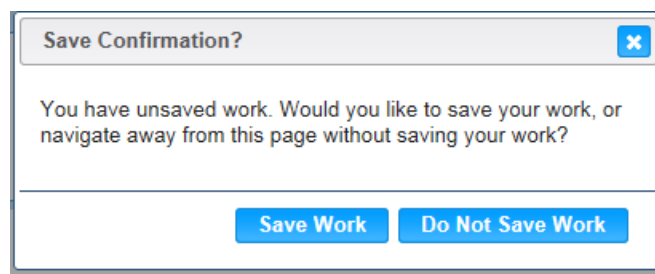 Save Confirmation?
You have unsaved work. Would you like to save your work, or
navigate away from this page without saving your work?
Save Work Do Not Save Work